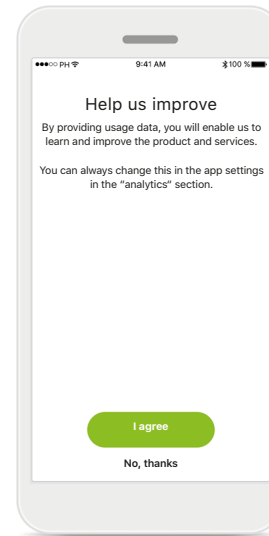 ●●●○○ PH 9:41 AM 100 %
Help us improve
By providing usage data, you will enable us to
learn and improve the product and services.
You can always change this in the app settings
in the “analytics” section.
I agree
No, thanks